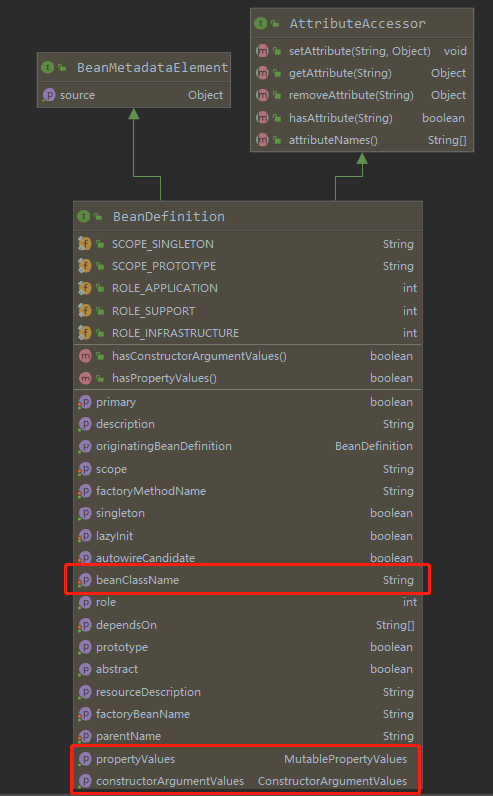 BeanMetadataElement
source Object
AttributeAccessor
setAttribute(String, Object) void
getAttribute(String) Object
removeAttribute(String) Object
hasAttribute(String) boolean
attributeNames() String[]
BeanDefinition
SCOPE_SINGLETON String
SCOPE_PROTOTYPE String
ROLE_APPLICATION int
ROLE_SUPPORT int
ROLE_INFRASTRUCTURE int
hasConstructorArgumentValues() boolean
hasPropertyValues() boolean
primary boolean
description String
originatingBeanDefinition BeanDefinition
scope String
factoryMethodName String
singleton boolean
lazyInit boolean
autowireCandidate boolean
beanClassName String
role int
dependsOn String[]
prototype boolean
abstract boolean
resourceDescription String
factoryBeanName String
parentName String
propertyValues MutablePropertyValues
constructorArgumentValues ConstructorArgumentValues